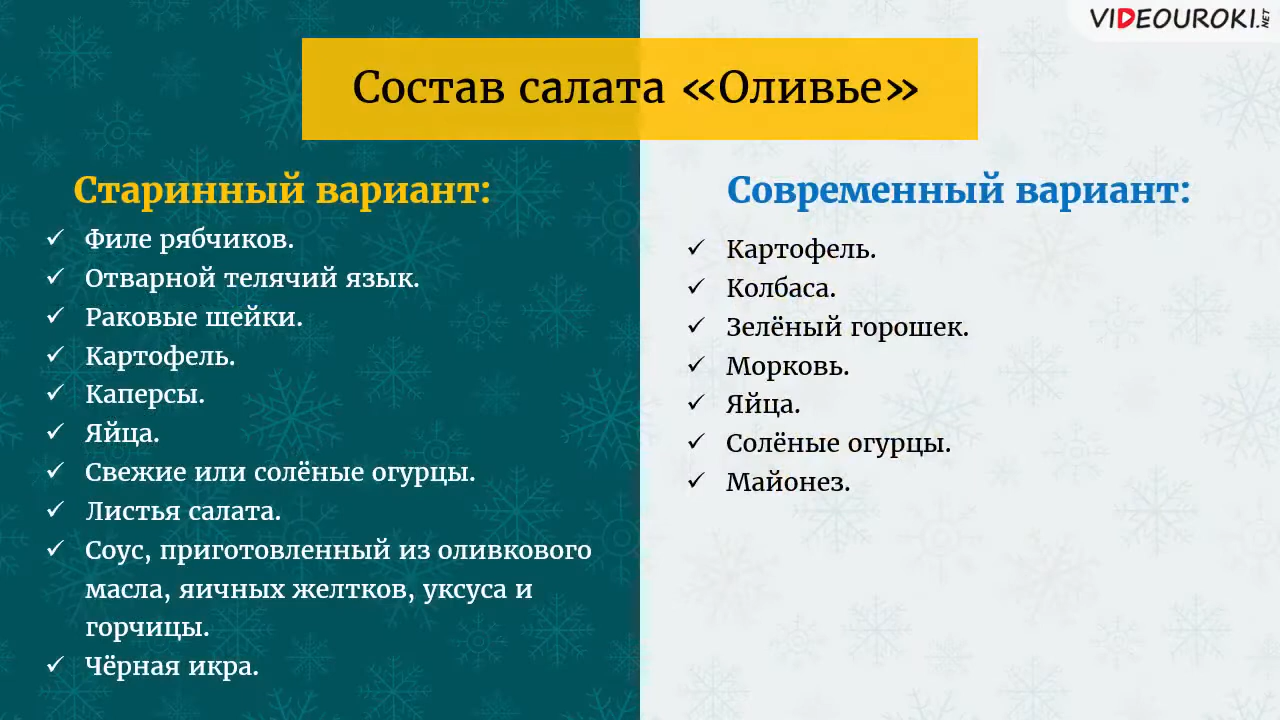 VIDEOUROKI.NET
Состав салата «Оливье»
Старинный вариант:
Филе рябчиков.
Отварной телячий язык.
Раковые шейки.
Картофель.
Каперсы.
Яйца.
Свежие или солёные огурцы.
Листья салата.
Соус, приготовленный из оливкового
масла, яичных желтков, уксуса и
горчицы.
Чёрная икра.
Современный вариант:
Картофель.
Колбаса.
Зелёный горошек.
Морковь.
Яйца.
Солёные огурцы.
Майонез.